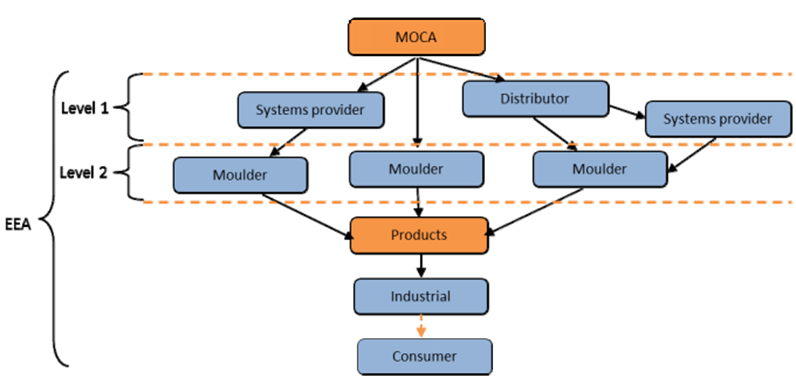 MOCA
Distributor
Level 1
Systems provider
Systems provider
Level 2
Moulder
Moulder
Moulder
EEA
Products
Industrial
Consumer